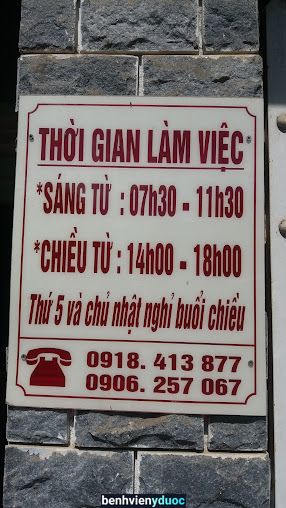 THỜI GIAN LÀM VIỆC
*SÁNG TỪ : 07h30 - 11h30
*CHIỀU TỪ : 14h00 - 18h00
Thứ 5 và chủ nhật nghỉ buổi chiều
0918. 413 877
0906. 257 067
benhvienyduoc